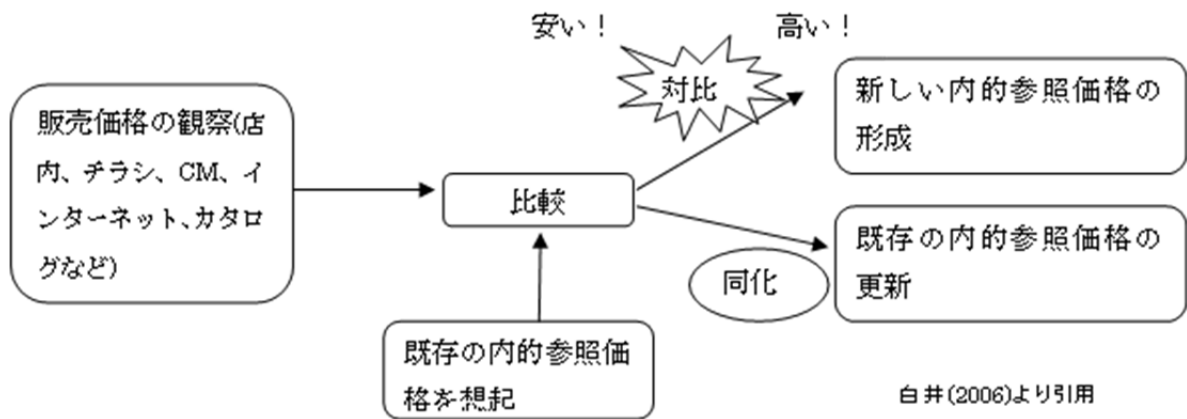 安い！
高い！
対比
販売価格の観察(店
内、チラシ、CM、イ
ンターネット、カタロ
グなど)
比較
新しい内的参照価格の
形成
既存の内的参照価格の
更新
同化
既存の内的参照価
格を想起
白井(2006)より引用